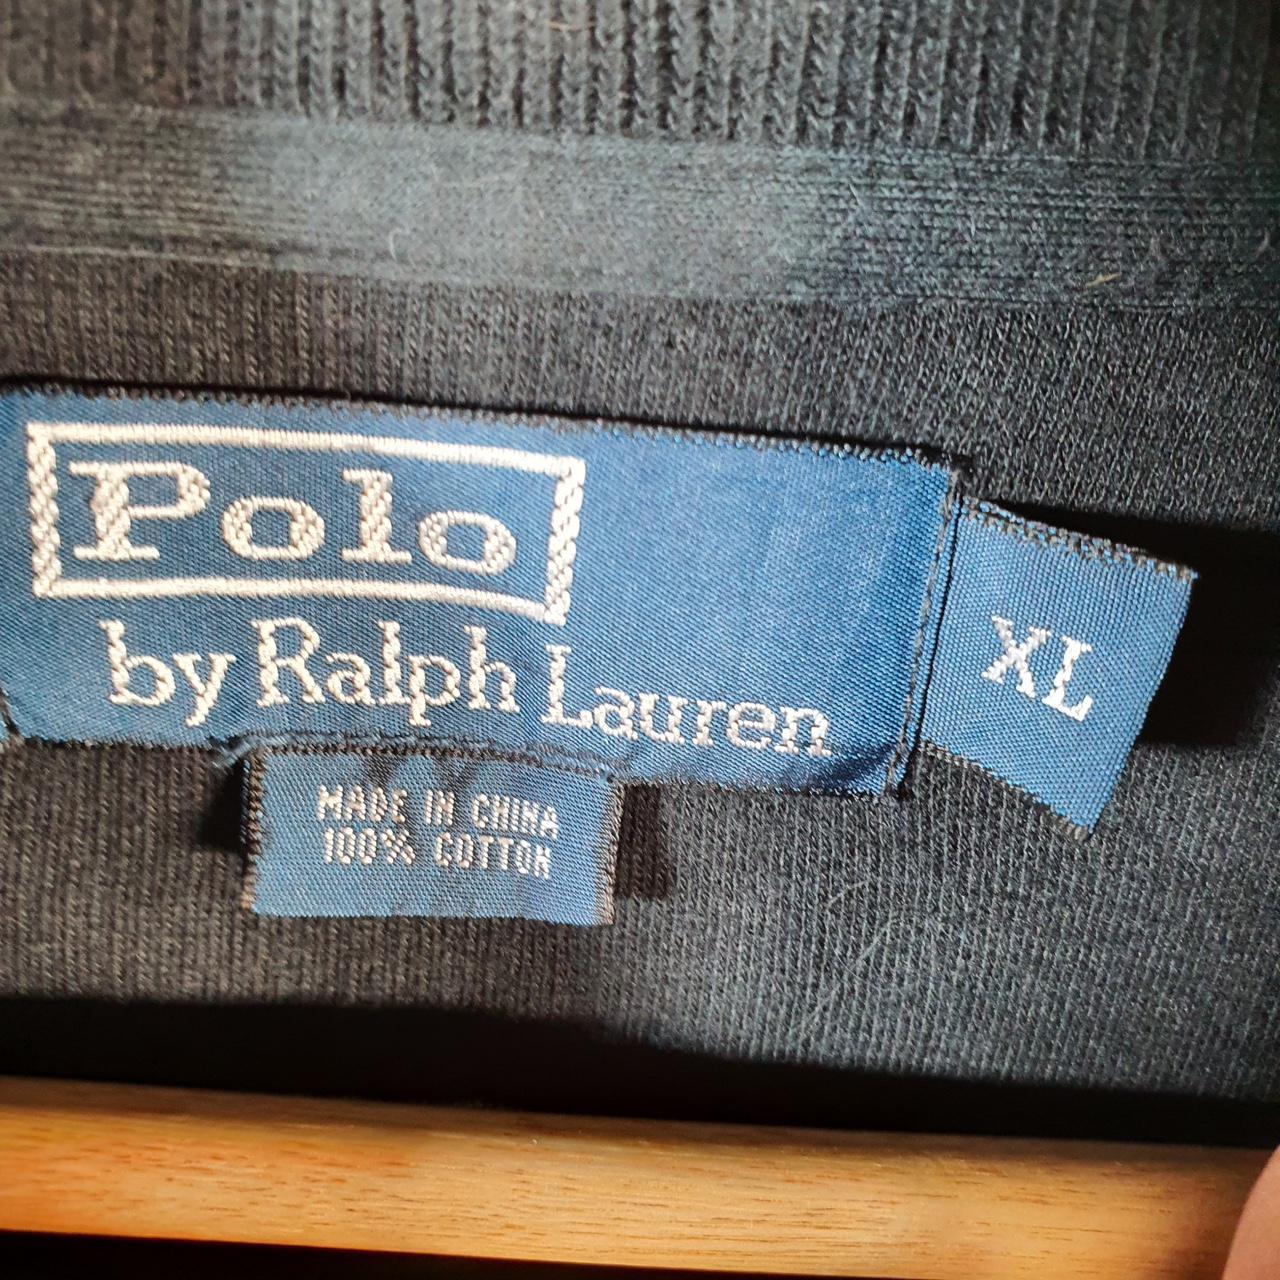 Polo
by Ralph Lauren
XL
MADE IN CHINA
100% COTTON